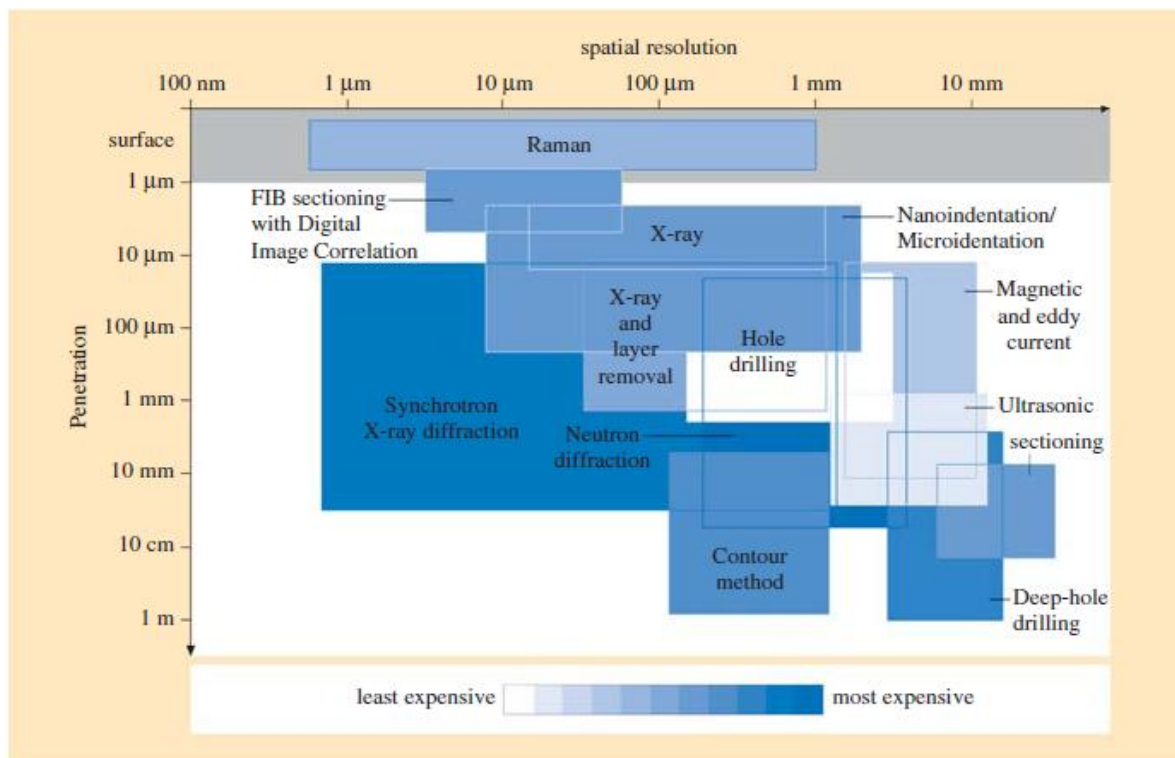 spatial resolution
100 nm 1 μm 10 μm 100 μm 1 mm 10 mm
surface
Raman
1 μm
FIB sectioning
with Digital
Image Correlation
Nanoindentation/
Microidentation
X-ray
10 μm
X-ray
and
layer
removal
Hole
drilling
Magnetic
and eddy
current
100 μm
Penetration
1 mm
Synchrotron
X-ray diffraction
Neutron
diffraction
Ultrasonic
sectioning
10 mm
10 cm
Contour
method
Deep-hole
drilling
1 m
least expensive most expensive